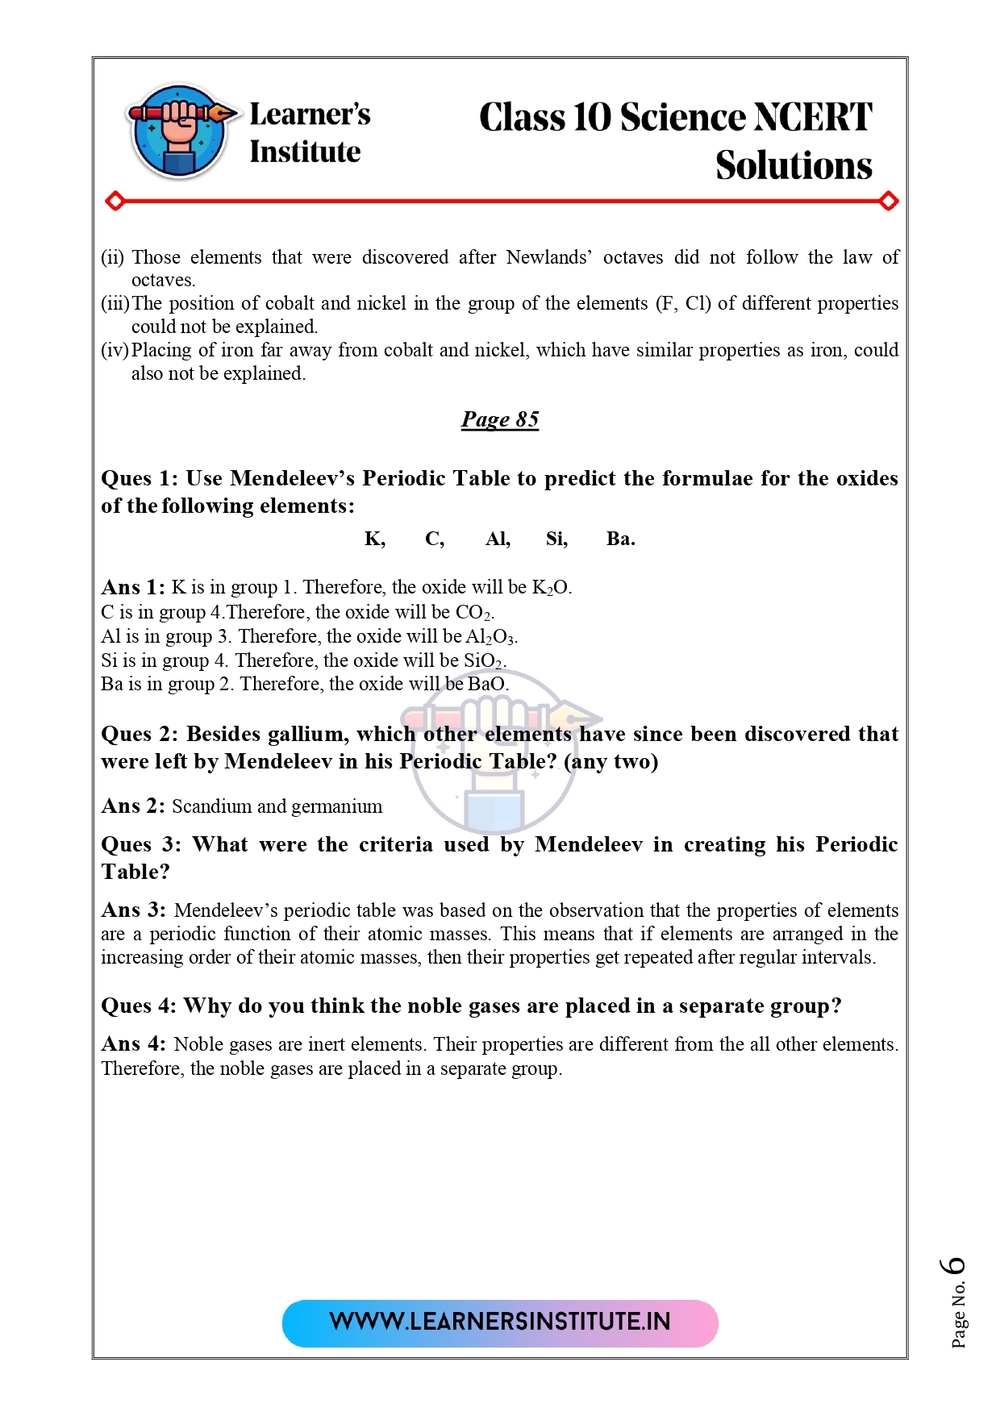 Learner's
Institute
Class 10 Science NCERT
Solutions
(ii) Those elements that were discovered after Newlands’ octaves did not follow the law of
octaves.
(iii)The position of cobalt and nickel in the group of the elements (F, Cl) of different properties
could not be explained.
(iv)Placing of iron far away from cobalt and nickel, which have similar properties as iron, could
also not be explained.
Page 85
Ques 1: Use Mendeleev’s Periodic Table to predict the formulae for the oxides
of the following elements:
K, C, Al, Si, Ba.
Ans 1: K is in group 1. Therefore, the oxide will be K₂O.
C is in group 4.Therefore, the oxide will be CO₂.
Al is in group 3. Therefore, the oxide will be Al₂O₃.
Si is in group 4. Therefore, the oxide will be SiO₂.
Ba is in group 2. Therefore, the oxide will be BaO.
Ques 2: Besides gallium, which other elements have since been discovered that
were left by Mendeleev in his Periodic Table? (any two)
Ans 2: Scandium and germanium
Ques 3: What were the criteria used by Mendeleev in creating his Periodic
Table?
Ans 3: Mendeleev’s periodic table was based on the observation that the properties of elements
are a periodic function of their atomic masses. This means that if elements are arranged in the
increasing order of their atomic masses, then their properties get repeated after regular intervals.
Ques 4: Why do you think the noble gases are placed in a separate group?
Ans 4: Noble gases are inert elements. Their properties are different from the all other elements.
Therefore, the noble gases are placed in a separate group.
Page No. 6
WWW.LEARNERSINSTITUTE.IN